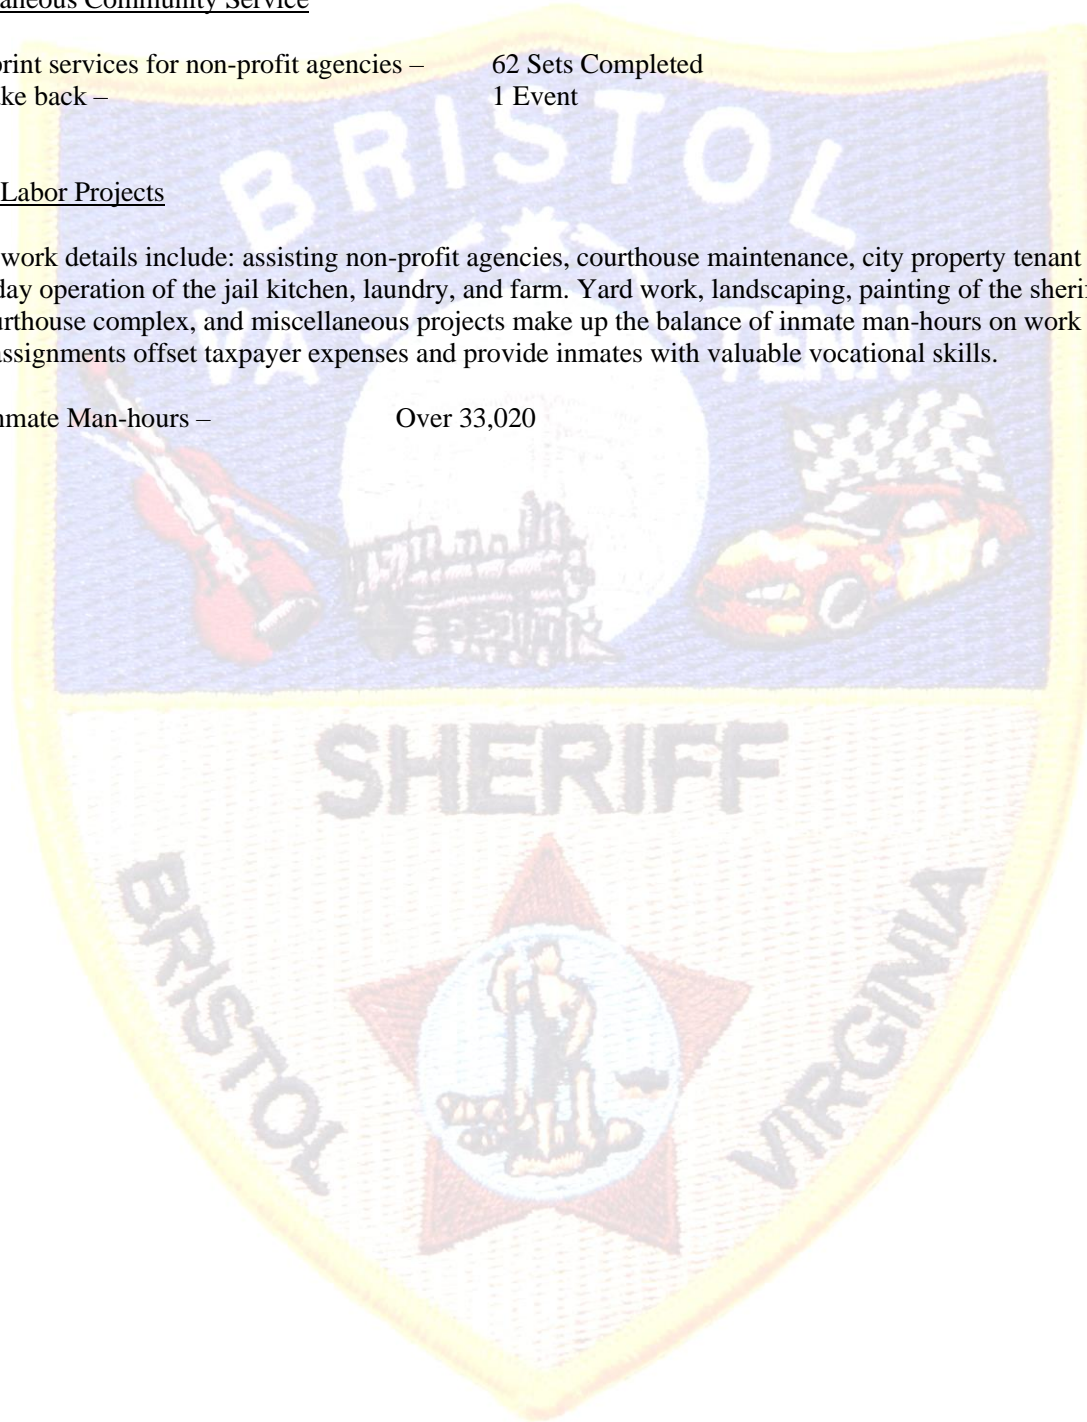 aneous Community Service
print services for non-profit agencies – 62 Sets Completed
ake back – 1 Event
Labor Projects
work details include: assisting non-profit agencies, courthouse maintenance, city property tenant
day operation of the jail kitchen, laundry, and farm. Yard work, landscaping, painting of the sherif
urthouse complex, and miscellaneous projects make up the balance of inmate man-hours on work
assignments offset taxpayer expenses and provide inmates with valuable vocational skills.
nmate Man-hours – Over 33,020
BRISTOL
VA TENN
SHERIFF
BRISTOL VIRGINIA